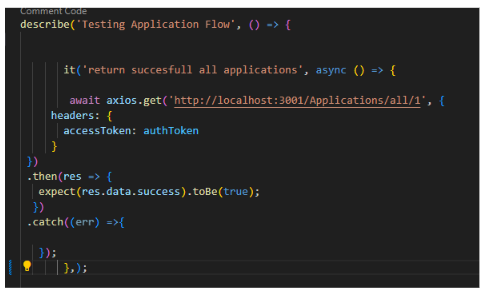 Comment Code
describe('Testing Application Flow', () => {
it('return succesfull all applications', async () => {
await axios.get('http://localhost:3001/Applications/all/1', {
headers: {
accessToken: authToken
}
})
.then(res => {
expect(res.data.success).toBe(true);
})
.catch((err) =>{
});
},);